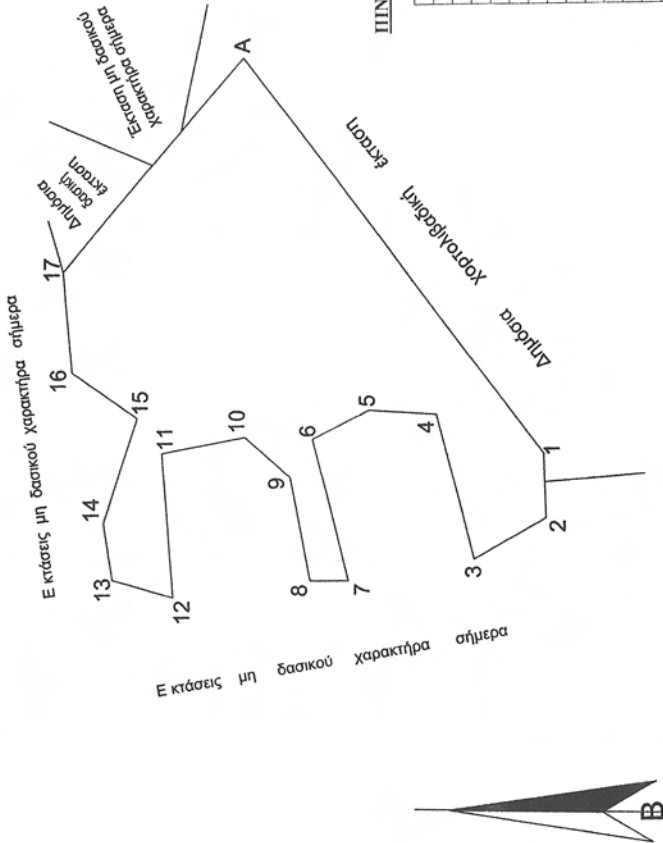 Ε κτάσεις μη δασικού χαρακτήρα σήμερα
Δημόσια
δασική
έκταση
Έκταση μη δασικού
Χαρακτήρα σήμερα
17
16
15
14
13
12
11
10
9
8
7
6
5
4
3
2
1
Α
Δημόσια Χορτολιβαδική έκταση
Ε κτάσεις μη δασικού χαρακτήρα σήμερα
Β
ΠΙΝ